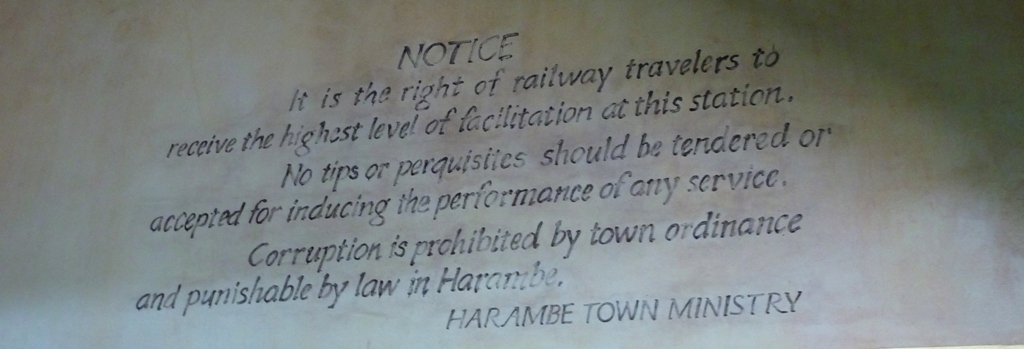 NOTICE
It is the right of railway travelers to
receive the highest level of facilitation at this station.
No tips or perquisites should be tendered or
accepted for inducing the performance of any service.
Corruption is prohibited by town ordinance
and punishable by law in Harambe.
HARAMBE TOWN MINISTRY